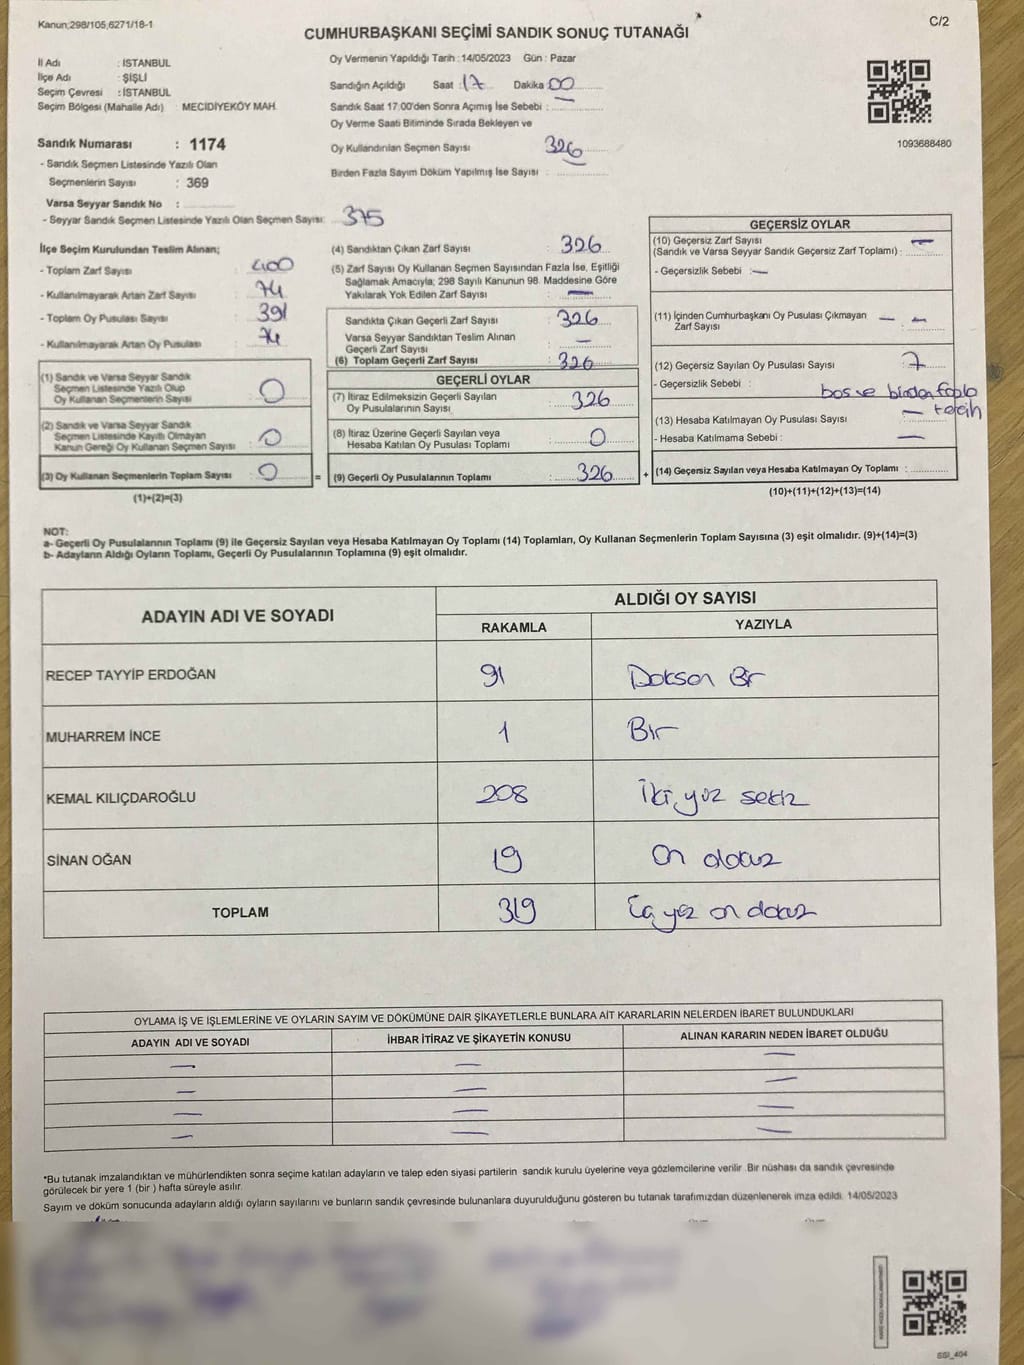 Kanun;298/105,6271/18-1
C/2
CUMHURBAŞKANI SEÇİMİ SANDIK SONUÇ TUTANAĞI
İl Adı : İSTANBUL
İlçe Adı : ŞİŞLİ
Seçim Çevresi : İSTANBUL
Seçim Bölgesi (Mahalle Adı) : MECİDİYEKÖY MAH.
Oy Vermenin Yapıldığı Tarih : 14/05/2023 Gün : Pazar
Sandığın Açıldığı Saat : 17 Dakika : 00
Sandık Saat 17:00'den Sonra Açımış İse Sebebi : —
Oy Verme Saati Bitiminde Sırada Bekleyen ve
Oy Kullandırılan Seçmen Sayısı 326
Birden Fazla Sayım Döküm Yapılmış İse Sayısı : —
1093688480
Sandık Numarası : 1174
- Sandık Seçmen Listesinde Yazılı Olan
Seçmenlerin Sayısı : 369
Varsa Seyyar Sandık No :
- Seyyar Sandık Seçmen Listesinde Yazılı Olan Seçmen Sayısı: 375
İlçe Seçim Kurulundan Teslim Alınan;
- Toplam Zarf Sayısı : 400
- Kullanılmayarak Artan Zarf Sayısı : 74
- Toplam Oy Pusulası Sayısı : 391
- Kullanılmayarak Artan Oy Pusulası : 74
(1) Sandık ve Varsa Seyyar Sandık
Seçmen Listesinde Yazılı Olup
Oy Kullanan Seçmenlerin Sayısı : 0
(2) Sandık ve Varsa Seyyar Sandık
Seçmen Listesinde Kayıtlı Olmayan
Kanun Gereği Oy Kullanan Seçmen Sayısı : 0
(3) Oy Kullanan Seçmenlerin Toplam Sayısı : 0
(1)+(2)=(3)
(4) Sandıktan Çıkan Zarf Sayısı : 326
(5) Zarf Sayısı Oy Kullanan Seçmen Sayısından Fazla İse, Eşitliği
Sağlamak Amacıyla; 298 Sayılı Kanunun 98. Maddesine Göre
Yakılarak Yok Edilen Zarf Sayısı : —
Sandıkta Çıkan Geçerli Zarf Sayısı : 326
Varsa Seyyar Sandıktan Teslim Alınan
Geçerli Zarf Sayısı : —
(6) Toplam Geçerli Zarf Sayısı : 326
GEÇERLİ OYLAR
(7) İtiraz Edilmeksizin Geçerli Sayılan
Oy Pusulalarının Sayısı : 326
(8) İtiraz Üzerine Geçerli Sayılan veya
Hesaba Katılan Oy Pusulası Toplamı : 0
= (9) Geçerli Oy Pusulalarının Toplamı : 326 +
GEÇERSİZ OYLAR
(10) Geçersiz Zarf Sayısı
(Sandık ve Varsa Seyyar Sandık Geçersiz Zarf Toplamı) : —
- Geçersizlik Sebebi : —
(11) İçinden Cumhurbaşkanı Oy Pusulası Çıkmayan
Zarf Sayısı — : —
(12) Geçersiz Sayılan Oy Pusulası Sayısı : 7
- Geçersizlik Sebebi : boş ve birden fazla
tercih
(13) Hesaba Katılmayan Oy Pusulası Sayısı : —
- Hesaba Katılmama Sebebi : —
(14) Geçersiz Sayılan veya Hesaba Katılmayan Oy Toplamı :
(10)+(11)+(12)+(13)=(14)
NOT:
a- Geçerli Oy Pusulalarının Toplamı (9) ile Geçersiz Sayılan veya Hesaba Katılmayan Oy Toplamı (14) Toplamları, Oy Kullanan Seçmenlerin Toplam Sayısına (3) eşit olmalıdır. (9)+(14)=(3)
b- Adayların Aldığı Oyların Toplamı, Geçerli Oy Pusulalarının Toplamına (9) eşit olmalıdır.
ADAYIN ADI VE SOYADI
ALDIĞI OY SAYISI
RAKAMLA YAZIYLA
RECEP TAYYİP ERDOĞAN 91 Doksan Bir
MUHARREM İNCE 1 Bir
KEMAL KILIÇDAROĞLU 208 İki yüz sekiz
SİNAN OĞAN 19 On dokuz
TOPLAM 319 Üç yüz on dokuz
OYLAMA İŞ VE İŞLEMLERİNE VE OYLARIN SAYIM VE DÖKÜMÜNE DAİR ŞİKAYETLERLE BUNLARA AİT KARARLARIN NELERDEN İBARET BULUNDUKLARI
ADAYIN ADI VE SOYADI İHBAR İTİRAZ VE ŞİKAYETİN KONUSU ALINAN KARARIN NEDEN İBARET OLDUĞU
— — —
— — —
— — —
— — —
*Bu tutanak imzalandıktan ve mühürlendikten sonra seçime katılan adayların ve talep eden siyasi partilerin sandık kurulu üyelerine veya gözlemcilerine verilir .Bir nüshası da sandık çevresinde
görülecek bir yere 1 (bir ) hafta süreyle asılır.
Sayım ve döküm sonucunda adayların aldığı oyların sayılarını ve bunların sandık çevresinde bulunanlara duyurulduğunu gösteren bu tutanak tarafımızdan düzenlenerek imza edildi. 14/05/2023
SSI_404